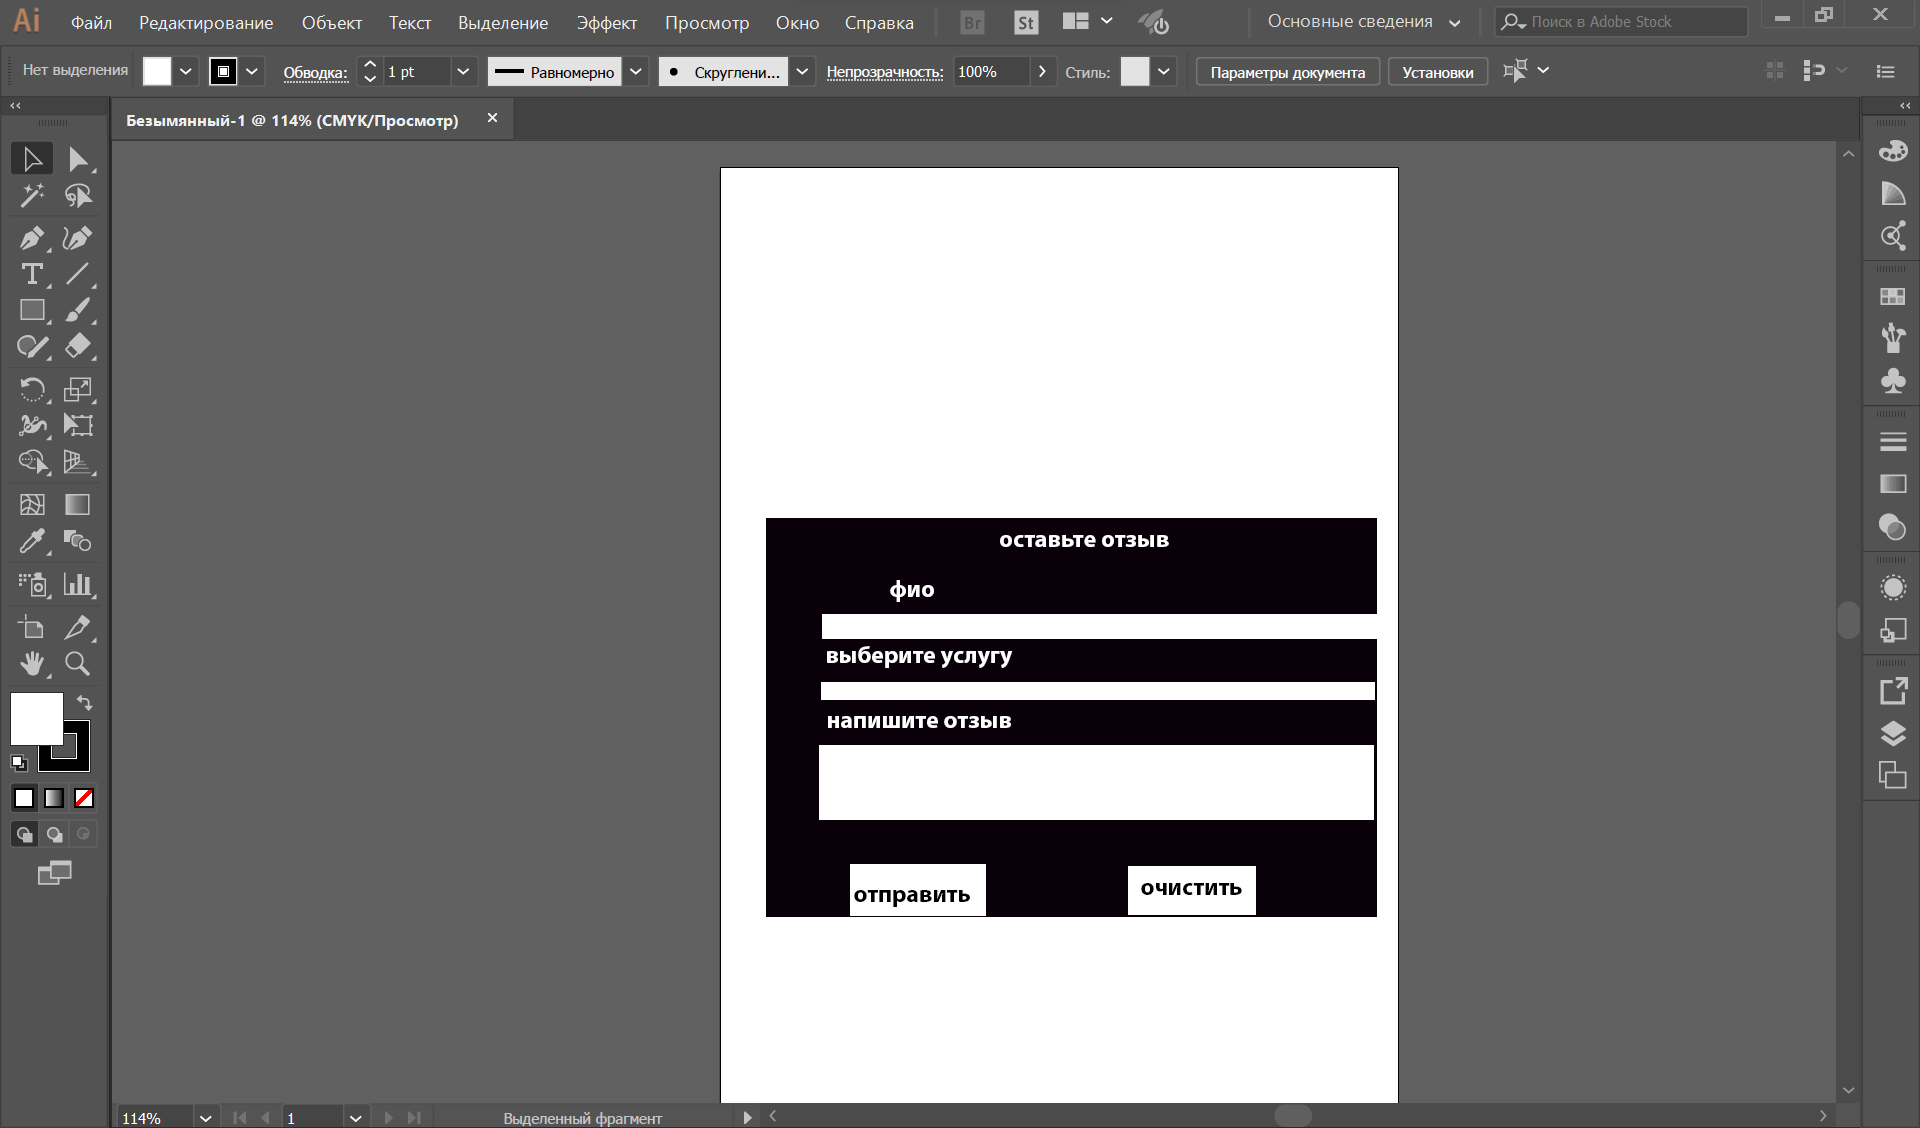 Ai Файл Редактирование Объект Текст Выделение Эффект Просмотр Окно Справка Br St Основные сведения Поиск в Adobe Stock
Нет выделения Обводка: 1 pt Равномерно Скруглени... Непрозрачность: 100% Стиль: Параметры документа Установки
Безымянный-1 @ 114% (CMYK/Просмотр)
оставьте отзыв
фио
выберите услугу
напишите отзыв
отправить очистить
114% 1 Выделенный фрагмент